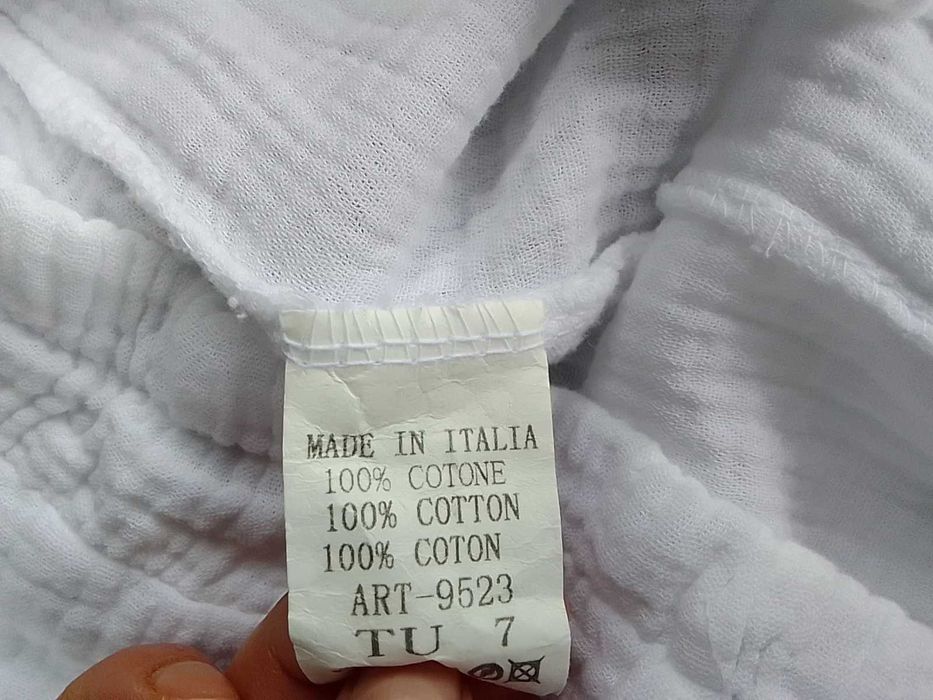 MADE IN ITALIA
100% COTONE
100% COTTON
100% COTON
ART-9523
TU 7